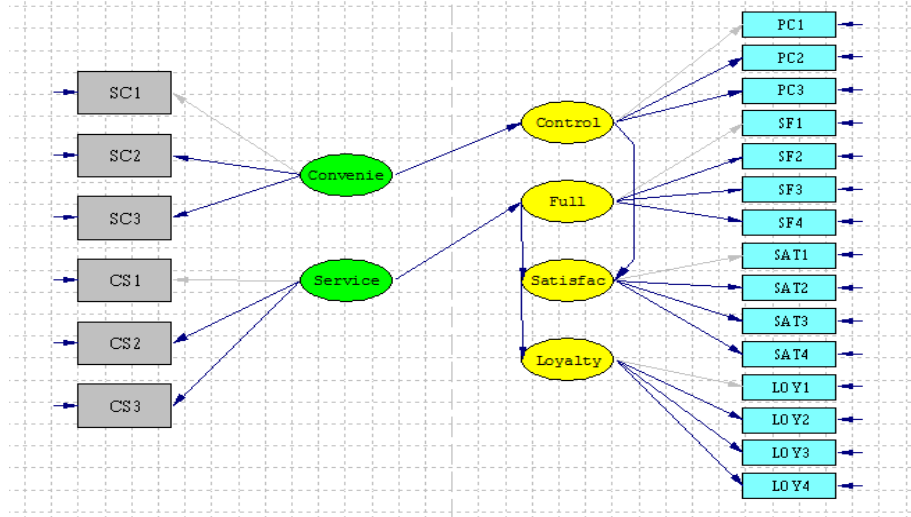 SC1
SC2
SC3
CS1
CS2
CS3
Convenie
Service
Control
Full
Satisfac
Loyalty
PC1
PC2
PC3
SF1
SF2
SF3
SF4
SAT1
SAT2
SAT3
SAT4
LOY1
LOY2
LOY3
LOY4